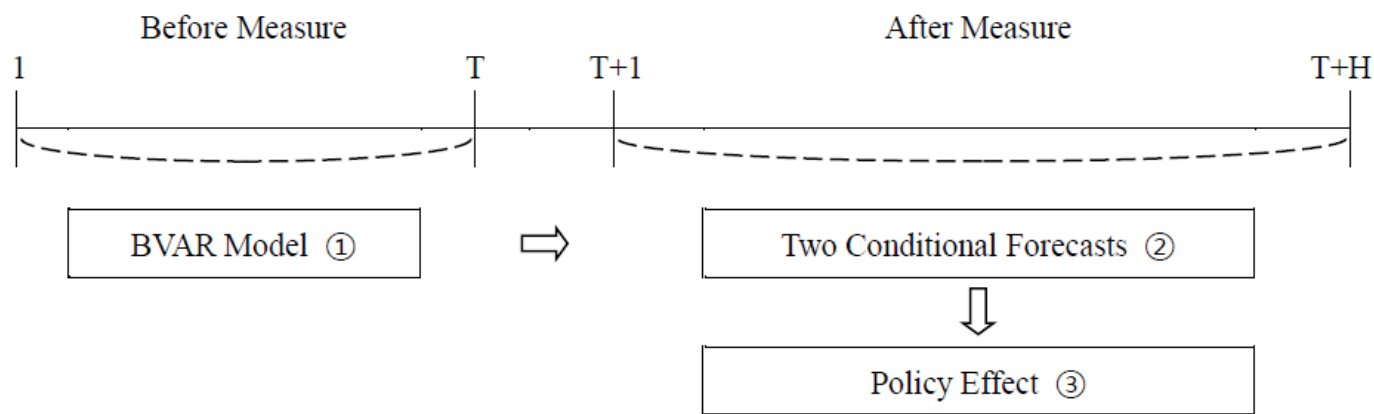 Before Measure After Measure
1 T T+1 T+H
BVAR Model ① Two Conditional Forecasts ②
Policy Effect ③